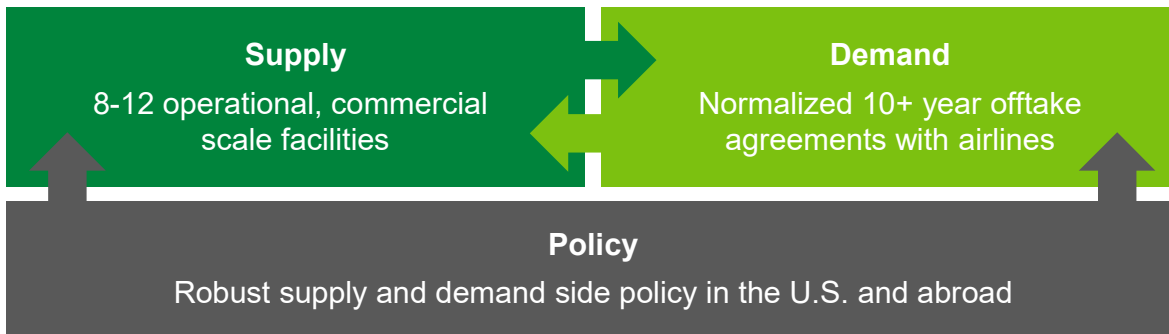 Supply
8-12 operational, commercial
scale facilities
Demand
Normalized 10+ year offtake
agreements with airlines
Policy
Robust supply and demand side policy in the U.S. and abroad